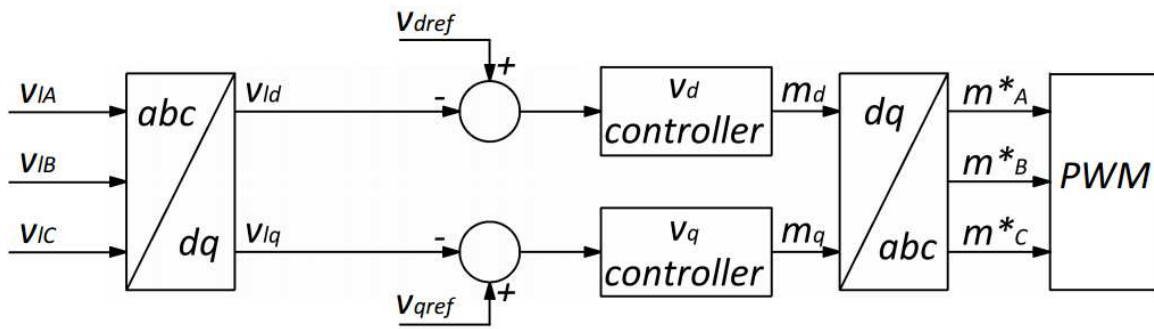 vdref
+
vlA
vlB
vlC
abc
dq
vld
-
vd
controller
md
dq
abc
m*A
m*B
m*C
PWM
vlq
-
+
vqref
vq
controller
mq